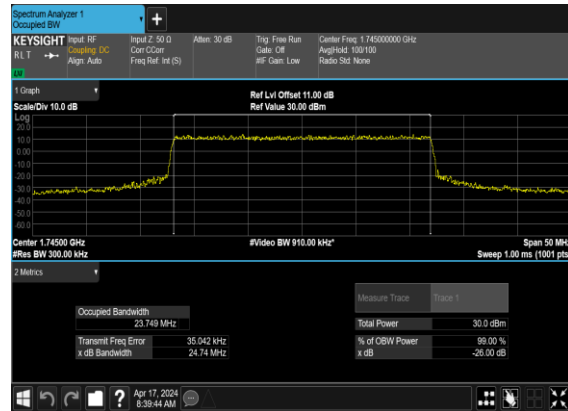 Spectrum Analyzer 1
Occupied BW
KEYSIGHT
RLT
Input: RF
Coupling: DC
Align: Auto
Input Z: 50 Ω
Corr CCorr
Freq Ref: Int (S)
Atten: 30 dB
Trig: Free Run
Gate: Off
#IF Gain: Low
Center Freq: 1.745000000 GHz
Avg|Hold: 100/100
Radio Std: None
1 Graph
Scale/Div 10.0 dB
Ref Lvl Offset 11.00 dB
Ref Value 30.00 dBm
Log
20.0
10.0
0.00
-10.0
-20.0
-30.0
-40.0
-50.0
-60.0
Center 1.74500 GHz
#Res BW 300.00 kHz
#Video BW 910.00 kHz*
Span 50 MHz
Sweep 1.00 ms (1001 pts)
2 Metrics
Measure Trace
Trace 1
Occupied Bandwidth
23.749 MHz
Total Power
30.0 dBm
Transmit Freq Error
35.042 kHz
% of OBW Power
99.00 %
x dB Bandwidth
24.74 MHz
x dB
-26.00 dB
Apr 17, 2024
8:39:44 AM